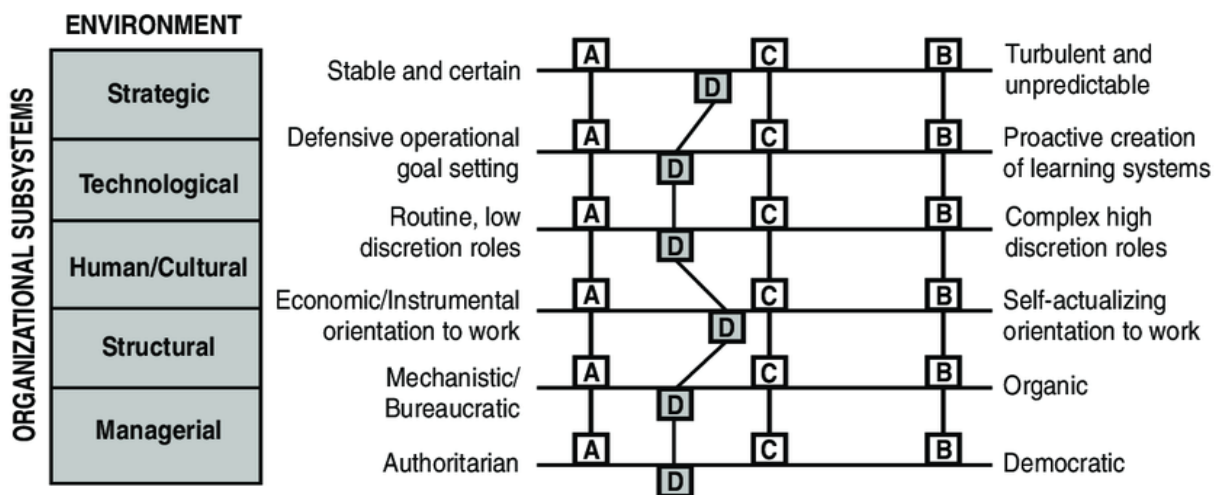 ENVIRONMENT
ORGANIZATIONAL SUBSYSTEMS
Strategic
Technological
Human/Cultural
Structural
Managerial
Stable and certain
A
C
B
Turbulent and
unpredictable
D
Defensive operational
goal setting
A
C
B
Proactive creation
of learning systems
D
Routine, low
discretion roles
A
C
B
Complex high
discretion roles
D
Economic/Instrumental
orientation to work
A
C
B
Self-actualizing
orientation to work
D
Mechanistic/
Bureaucratic
A
C
B
Organic
D
Authoritarian
A
C
B
Democratic
D